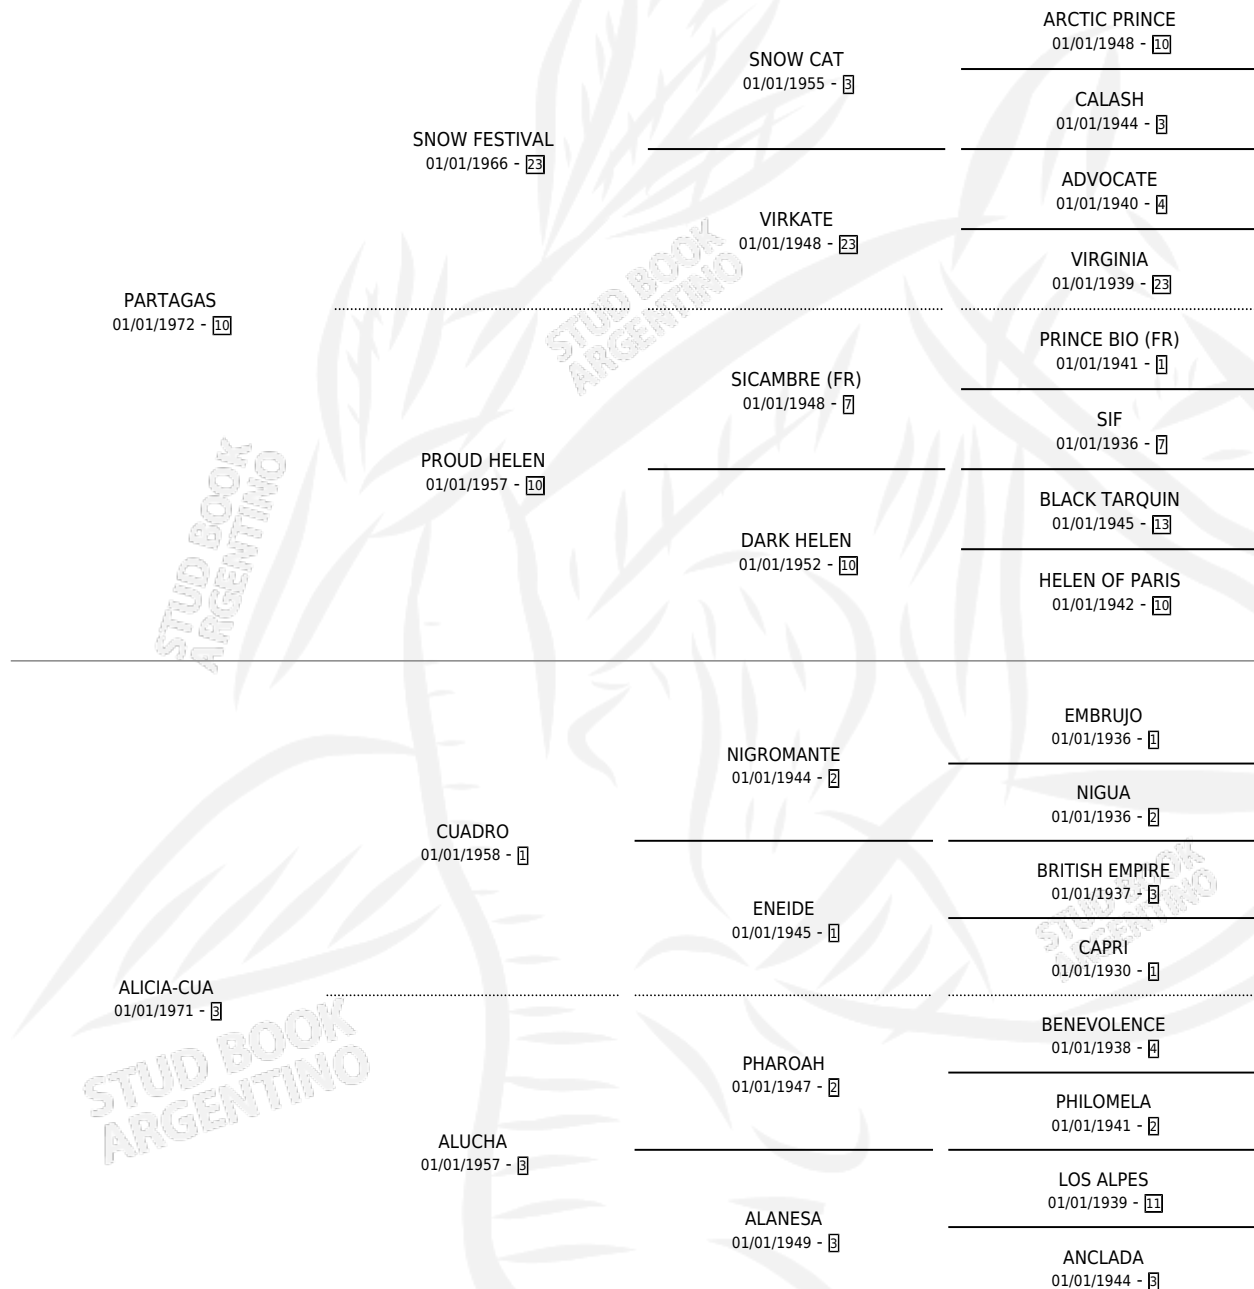 ARCTIC PRINCE
01/01/1948 - 10
SNOW CAT
01/01/1955 - 3
CALASH
01/01/1944 - 3
SNOW FESTIVAL
01/01/1966 - 23
ADVOCATE
01/01/1940 - 4
VIRKATE
01/01/1948 - 23
VIRGINIA
01/01/1939 - 23
PARTAGAS
01/01/1972 - 10
PRINCE BIO (FR)
01/01/1941 - 1
SICAMBRE (FR)
01/01/1948 - 7
SIF
01/01/1936 - 7
PROUD HELEN
01/01/1957 - 10
BLACK TARQUIN
01/01/1945 - 13
DARK HELEN
01/01/1952 - 10
HELEN OF PARIS
01/01/1942 - 10
EMBRUJO
01/01/1936 - 1
NIGROMANTE
01/01/1944 - 2
NIGUA
01/01/1936 - 2
CUADRO
01/01/1958 - 1
BRITISH EMPIRE
01/01/1937 - 3
ENEIDE
01/01/1945 - 1
CAPRI
01/01/1930 - 1
ALICIA-CUA
01/01/1971 - 3
BENEVOLENCE
01/01/1938 - 4
PHAROAH
01/01/1947 - 2
PHILOMELA
01/01/1941 - 2
ALUCHA
01/01/1957 - 3
LOS ALPES
01/01/1939 - 11
ALANESA
01/01/1949 - 3
ANCLADA
01/01/1944 - 3
STUD BOOK
ARGENTINO
STUD BOOK
ARGENTINO
STUD BOOK
ARGENTINO
STUD BOOK
ARGENTINO